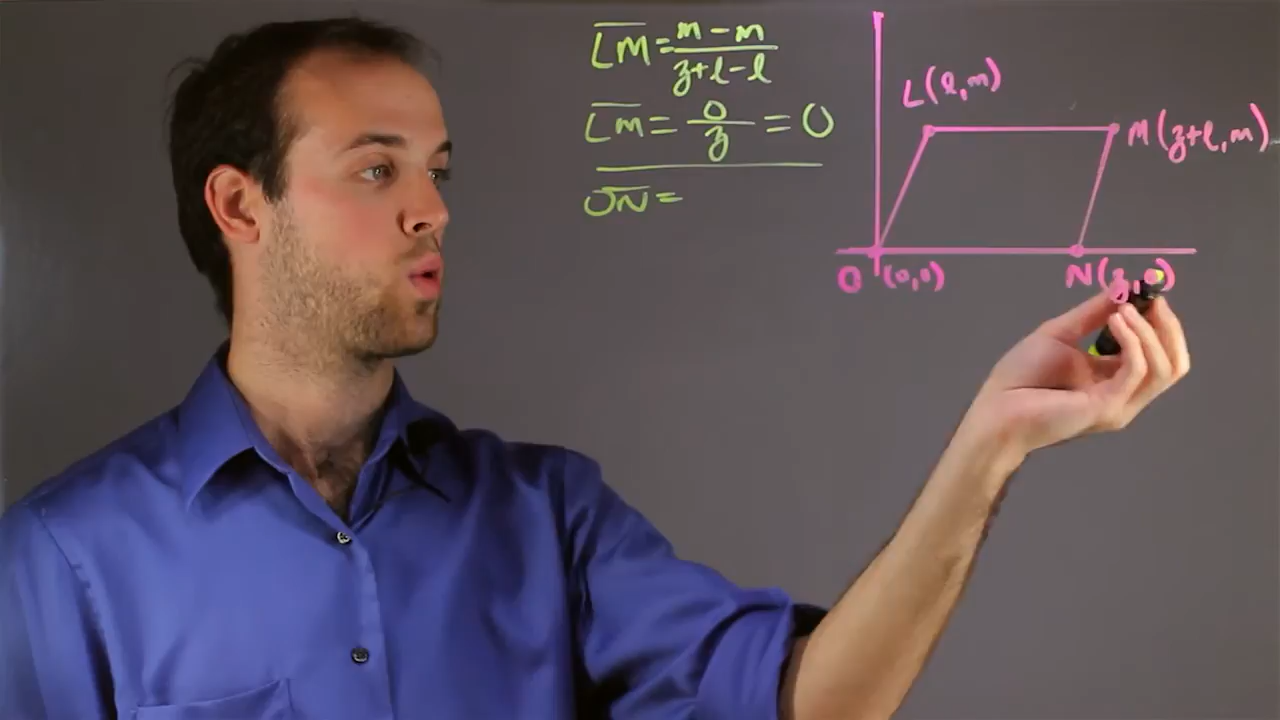 LM = m - m / z + l - l
LM = 0 / z = 0
ON =
L(l,m)
M(z+l,m)
O (0,0)
N(z,0)